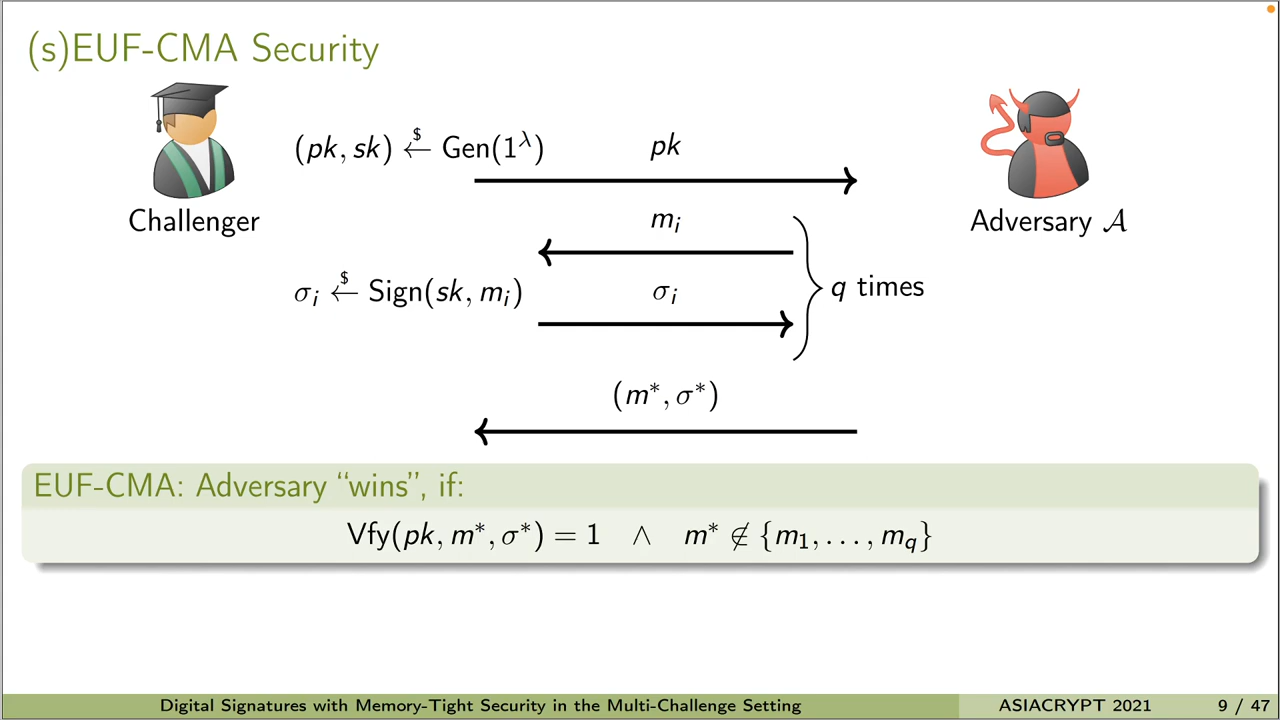 (s)EUF-CMA Security
(pk, sk) ←$ Gen(1^λ)
pk
Challenger
Adversary 𝒜
m_i
σ_i ←$ Sign(sk, m_i)
σ_i
q times
(m*, σ*)
EUF-CMA: Adversary “wins”, if:
Vfy(pk, m*, σ*) = 1 ∧ m* ∉ {m_1, . . . , m_q}
Digital Signatures with Memory-Tight Security in the Multi-Challenge Setting
ASIACRYPT 2021
9 / 47